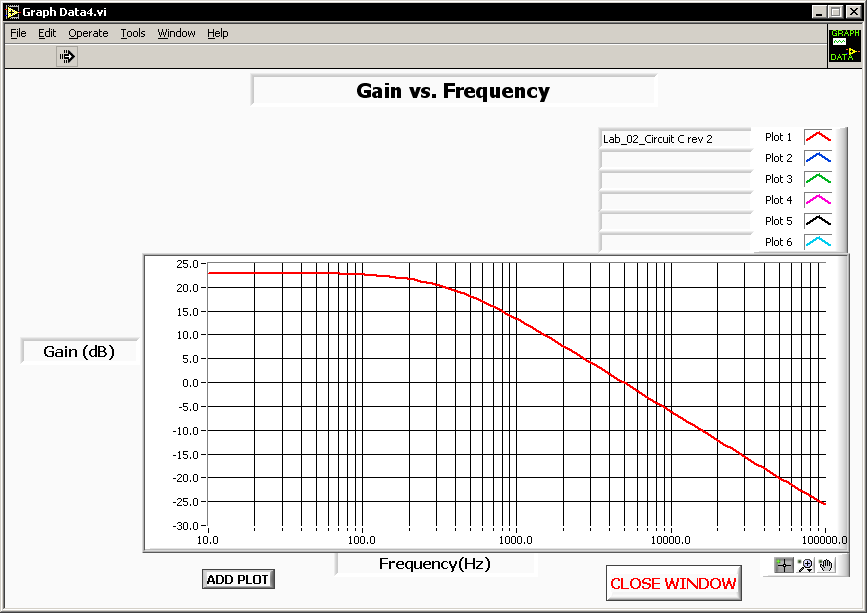 Graph Data4.vi
File Edit Operate Tools Window Help
GRAPH
DATA
Gain vs. Frequency
Lab_02_Circuit C rev 2 Plot 1
Plot 2
Plot 3
Plot 4
Plot 5
Plot 6
25.0
20.0
15.0
10.0
5.0
0.0
-5.0
-10.0
-15.0
-20.0
-25.0
-30.0
Gain (dB)
10.0 100.0 1000.0 10000.0 100000.0
Frequency(Hz)
ADD PLOT
CLOSE WINDOW